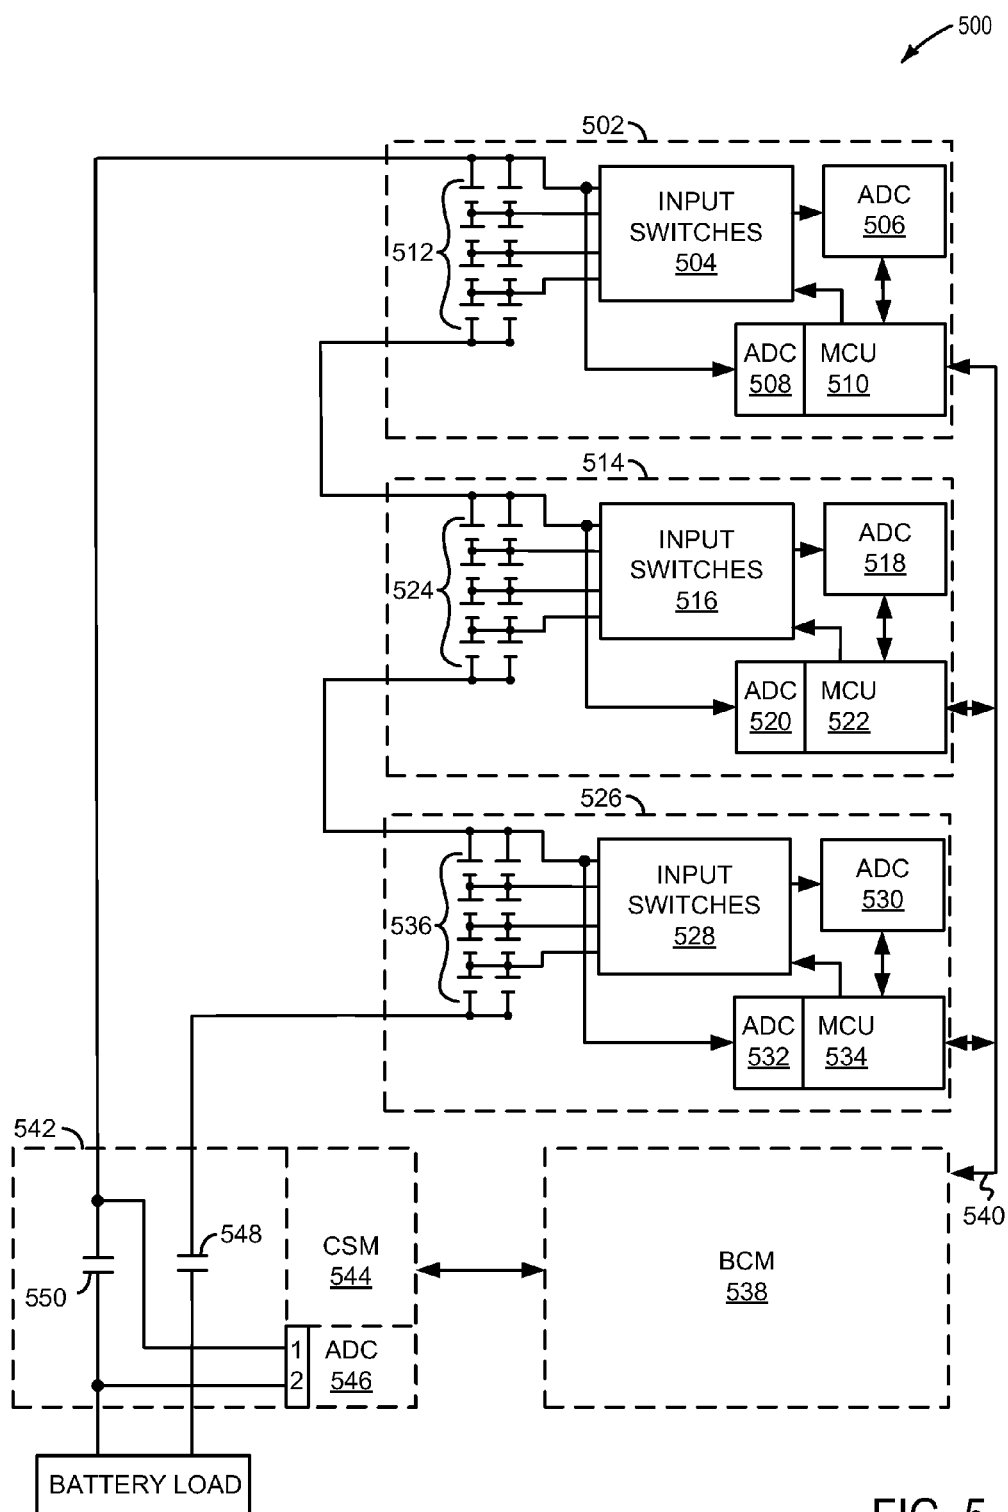 500
502
INPUT
SWITCHES
504
ADC
506
512
ADC
508
MCU
510
514
INPUT
SWITCHES
516
ADC
518
524
ADC
520
MCU
522
526
INPUT
SWITCHES
528
ADC
530
536
ADC
532
MCU
534
542
540
548
550
CSM
544
BCM
538
1
2
ADC
546
BATTERY LOAD
FIG. 5